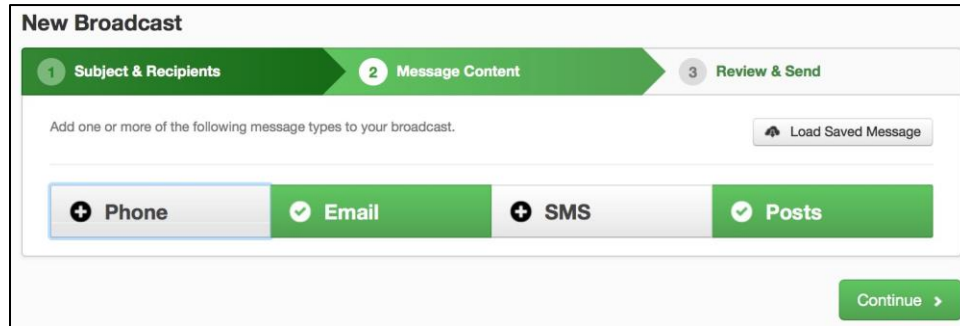 New Broadcast
1 Subject & Recipients 2 Message Content 3 Review & Send
Add one or more of the following message types to your broadcast. Load Saved Message
Phone Email SMS Posts
Continue